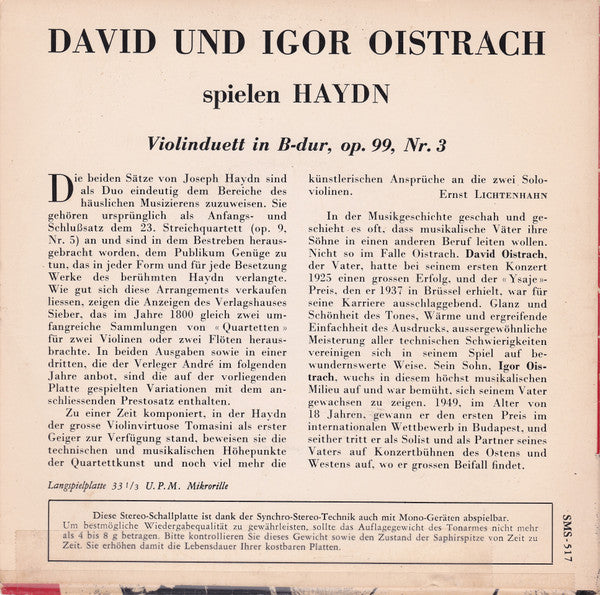 DAVID UND IGOR OISTRACH
spielen HAYDN
Violinduett in B-dur, op. 99, Nr. 3
Die beiden Sätze von Joseph Haydn sind
als Duo eindeutig dem Bereiche des
häuslichen Musizierens zuzuweisen. Sie
gehören ursprünglich als Anfangs- und
Schlußsatz dem 23. Streichquartett (op. 9,
Nr. 5) an und sind in dem Bestreben heraus-
gebracht worden, dem Publikum Genüge zu
tun, das in jeder Form und für jede Besetzung
Werke des berühmten Haydn verlangte.
Wie gut sich diese Arrangements verkaufen
liessen, zeigen die Anzeigen des Verlagshauses
Sieber, das im Jahre 1800 gleich zwei um-
fangreiche Sammlungen von « Quartetten »
für zwei Violinen oder zwei Flöten heraus-
brachte. In beiden Ausgaben sowie in einer
dritten, die der Verleger André im folgenden
Jahre anbot, sind die auf der vorliegenden
Platte gespielten Variationen mit dem an-
schliessenden Prestosatz enthalten.
Zu einer Zeit komponiert, in der Haydn
der grosse Violinvirtuose Tomasini als erster
Geiger zur Verfügung stand, beweisen sie die
technischen und musikalischen Höhepunkte
der Quartettkunst und noch viel mehr die
künstlerischen Ansprüche an die zwei Solo-
violinen.
Ernst LICHTENHAHN
In der Musikgeschichte geschah und ge-
schieht es oft, dass musikalische Väter ihre
Söhne in einen anderen Beruf leiten wollen.
Nicht so im Falle Oistrach. David Oistrach,
der Vater, hatte bei seinem ersten Konzert
1925 einen grossen Erfolg, und der «Ysaje»-
Preis, den er 1937 in Brüssel erhielt, war für
seine Karriere ausschlaggebend. Glanz und
Schönheit des Tones, Wärme und ergreifende
Einfachheit des Ausdrucks, aussergewöhnliche
Meisterung aller technischen Schwierigkeiten
vereinigen sich in seinem Spiel auf be-
wundernswerte Weise. Sein Sohn, Igor Ois-
trach, wuchs in diesem höchst musikalischen
Milieu auf und war bemüht, sich seinem Vater
gewachsen zu zeigen. 1949, im Alter von
18 Jahren, gewann er den ersten Preis im
internationalen Wettbewerb in Budapest, und
seither tritt er als Solist und als Partner seines
Vaters auf Konzertbühnen des Ostens und
Westens auf, wo er grossen Beifall findet.
Langspielplatte 33 1/3 U.P.M. Mikrorille
Diese Stereo-Schallplatte ist dank der Synchro-Stereo-Technik auch mit Mono-Geräten abspielbar.
Um bestmögliche Wiedergabequalität zu gewährleisten, sollte das Auflagegewicht des Tonarmes nicht mehr
als 4 bis 8 g betragen. Bitte kontrollieren Sie dieses Gewicht sowie den Zustand der Saphirspitze von Zeit zu
Zeit. Sie erhöhen damit die Lebensdauer Ihrer kostbaren Platten.
SMS-517